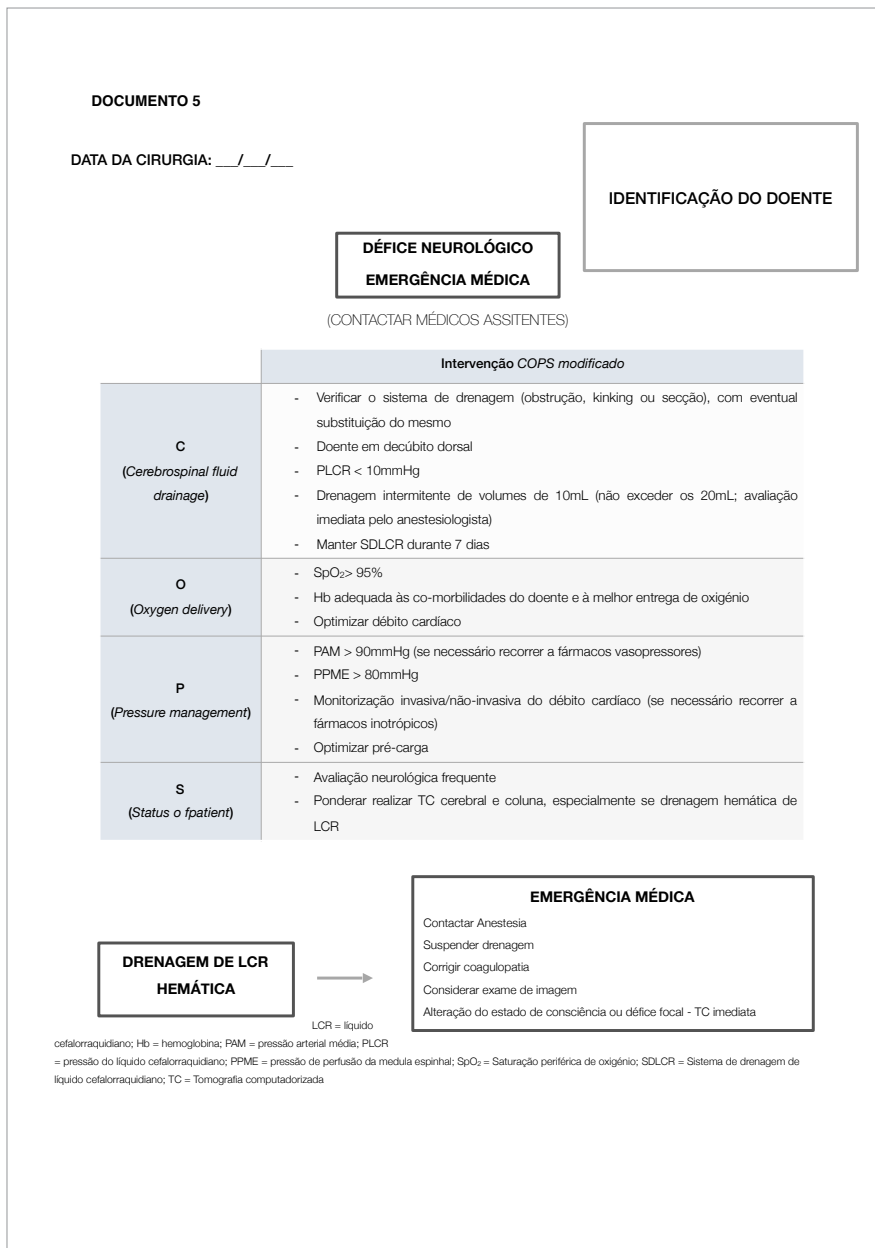 DOCUMENTO 5
DATA DA CIRURGIA: ___/___/___
IDENTIFICAÇÃO DO DOENTE
DÉFICE NEUROLÓGICO
EMERGÊNCIA MÉDICA
(CONTACTAR MÉDICOS ASSITENTES)
Intervenção COPS modificado
C
(Cerebrospinal fluid
drainage)
- Verificar o sistema de drenagem (obstrução, kinking ou secção), com eventual
substituição do mesmo
- Doente em decúbito dorsal
- PLCR < 10mmHg
- Drenagem intermitente de volumes de 10mL (não exceder os 20mL; avaliação
imediata pelo anestesiologista)
- Manter SDLCR durante 7 dias
O
(Oxygen delivery)
- SpO₂> 95%
- Hb adequada às co-morbilidades do doente e à melhor entrega de oxigénio
- Optimizar débito cardíaco
P
(Pressure management)
- PAM > 90mmHg (se necessário recorrer a fármacos vasopressores)
- PPME > 80mmHg
- Monitorização invasiva/não-invasiva do débito cardíaco (se necessário recorrer a
fármacos inotrópicos)
- Optimizar pré-carga
S
(Status o fpatient)
- Avaliação neurológica frequente
- Ponderar realizar TC cerebral e coluna, especialmente se drenagem hemática de
LCR
DRENAGEM DE LCR
HEMÁTICA
EMERGÊNCIA MÉDICA
Contactar Anestesia
Suspender drenagem
Corrigir coagulopatia
Considerar exame de imagem
Alteração do estado de consciência ou défice focal - TC imediata
LCR = líquido
cefalorraquidiano; Hb = hemoglobina; PAM = pressão arterial média; PLCR
= pressão do líquido cefalorraquidiano; PPME = pressão de perfusão da medula espinhal; SpO₂ = Saturação periférica de oxigénio; SDLCR = Sistema de drenagem de
líquido cefalorraquidiano; TC = Tomografia computadorizada